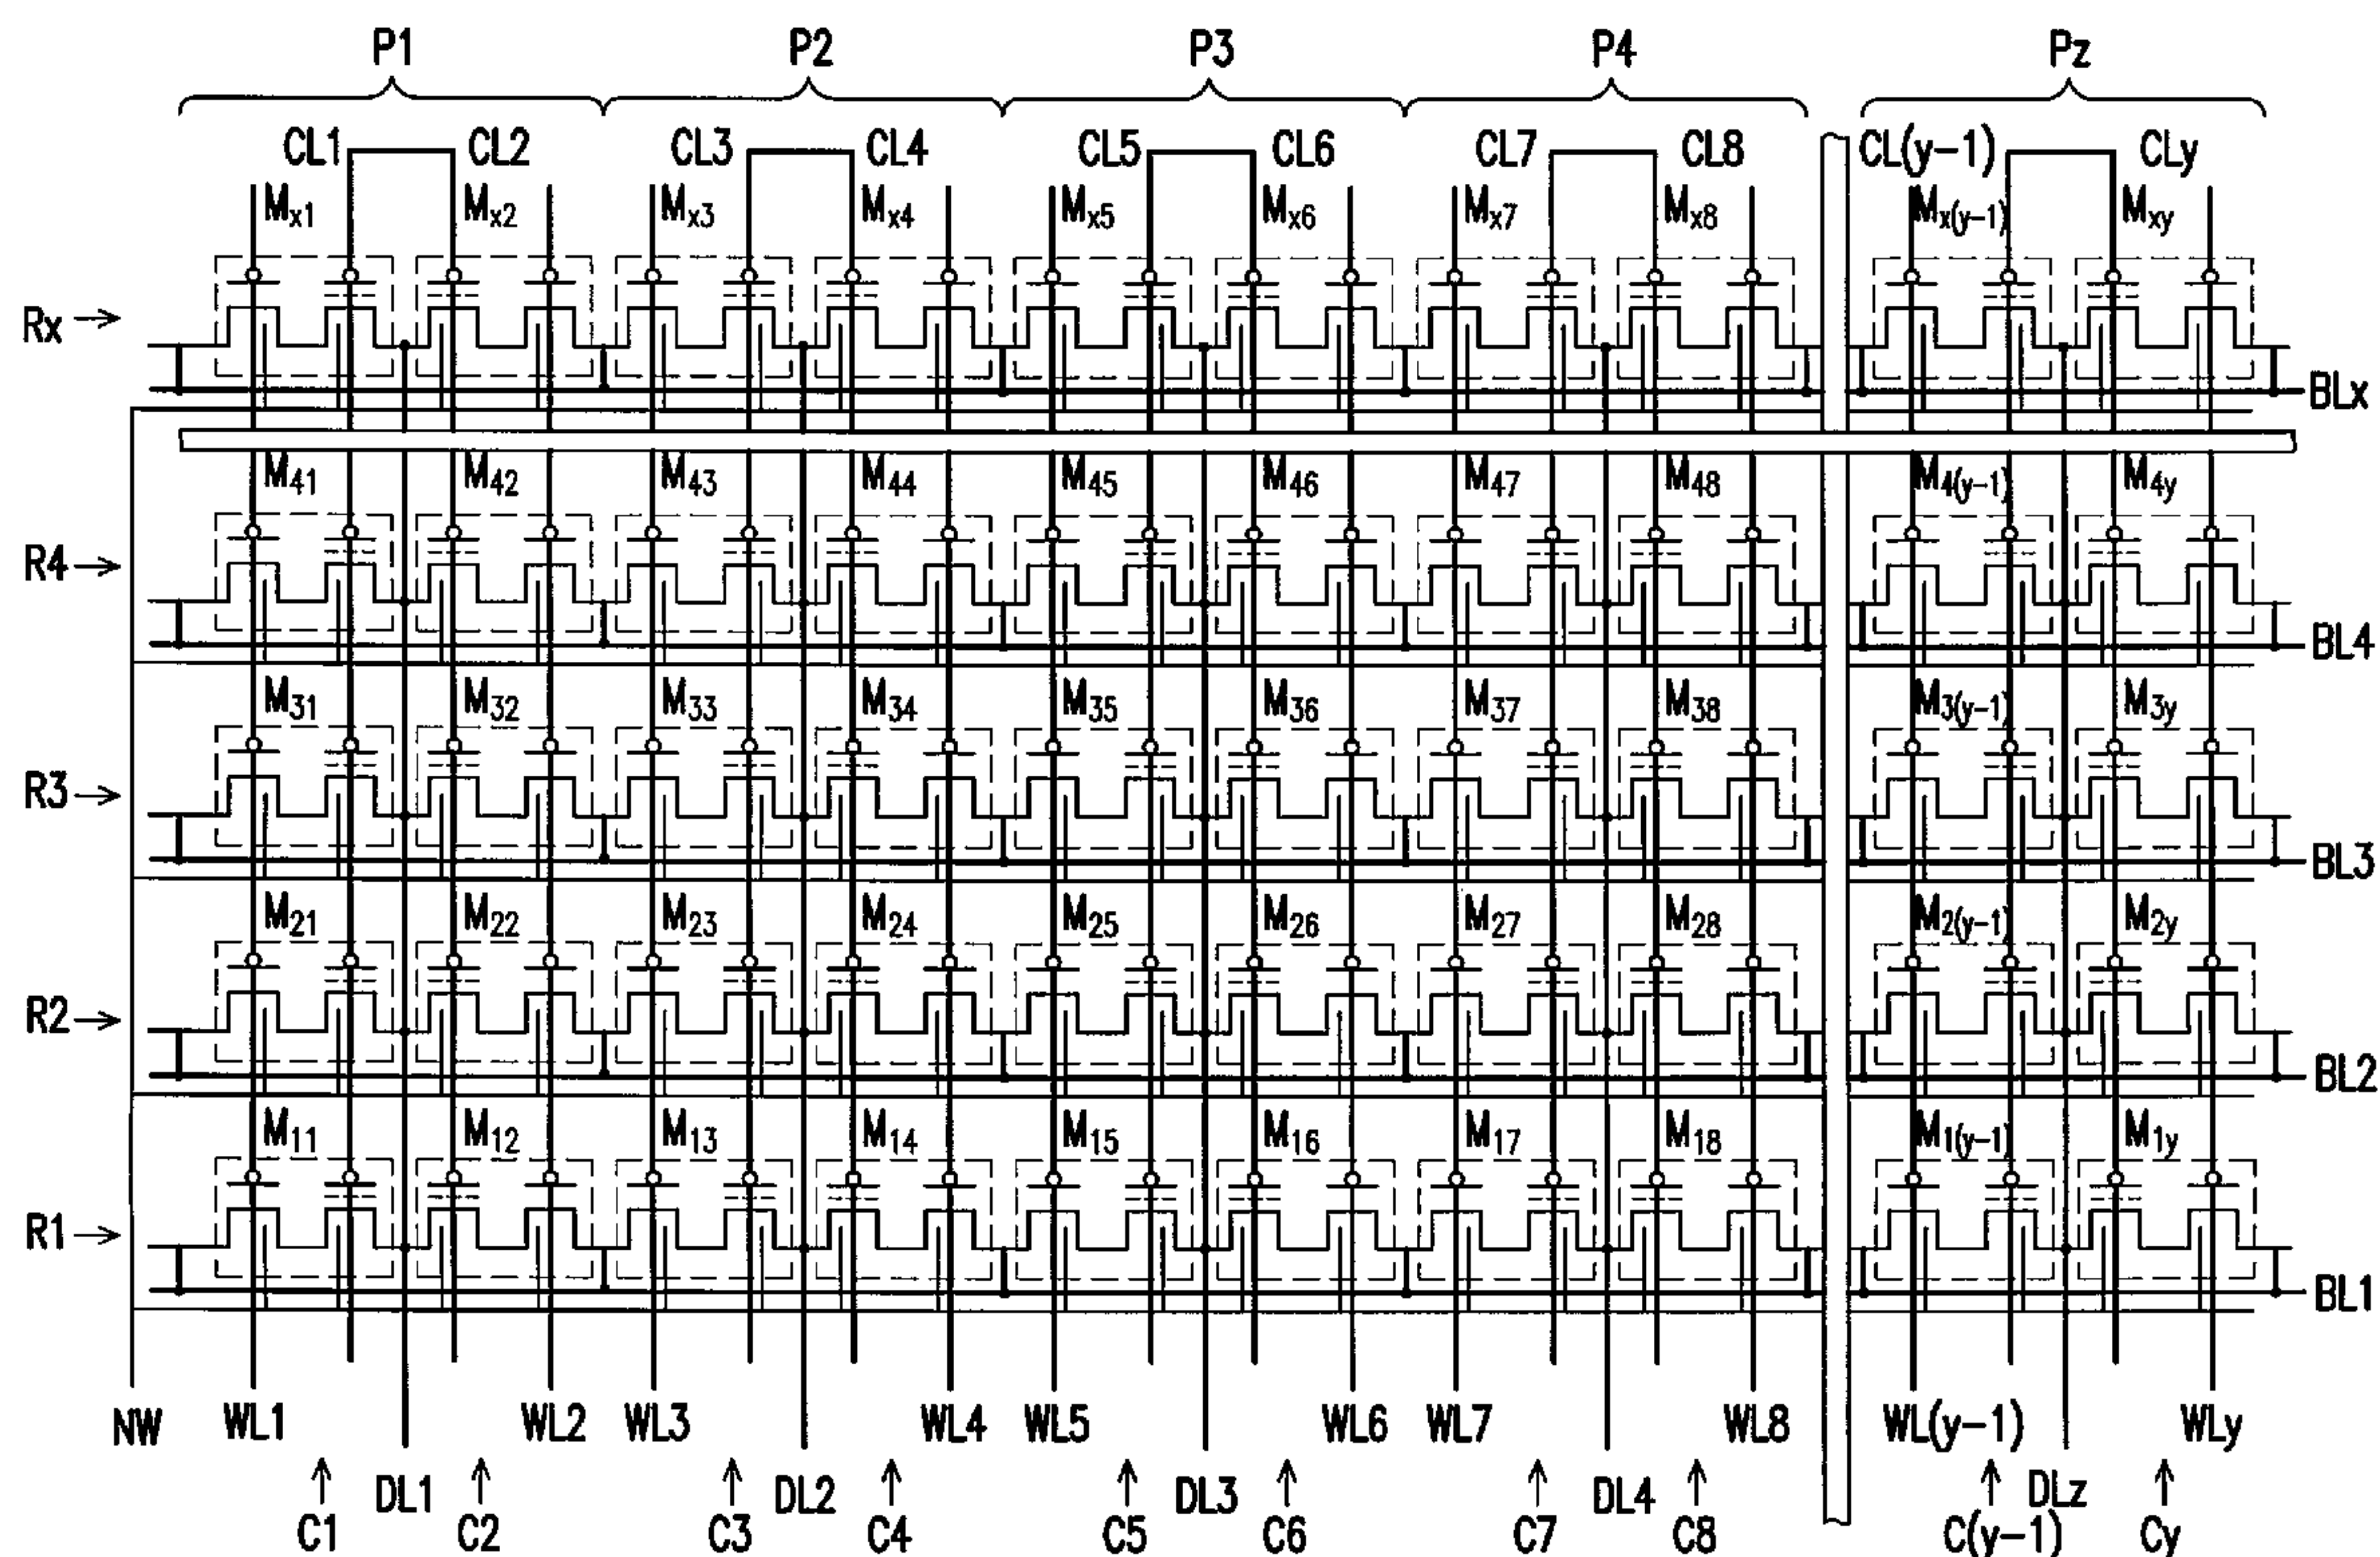 P1 P2 P3 P4 Pz
CL1 CL2 CL3 CL4 CL5 CL6 CL7 CL8 CL(y-1) CLy
Mx1 Mx2 Mx3 Mx4 Mx5 Mx6 Mx7 Mx8 Mx(y-1) Mxy
Rx
BLx
M41 M42 M43 M44 M45 M46 M47 M48 M4(y-1) M4y
R4
BL4
M31 M32 M33 M34 M35 M36 M37 M38 M3(y-1) M3y
R3
BL3
M21 M22 M23 M24 M25 M26 M27 M28 M2(y-1) M2y
R2
BL2
M11 M12 M13 M14 M15 M16 M17 M18 M1(y-1) M1y
R1
BL1
NW WL1 WL2 WL3 WL4 WL5 WL6 WL7 WL8 WL(y-1) WLy
DL1 DL2 DL3 DL4 DLz
C1 C2 C3 C4 C5 C6 C7 C8 C(y-1) Cy